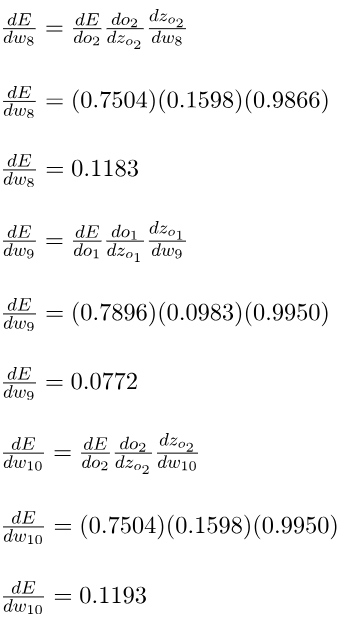 $\frac{dE}{dw_8} = \frac{dE}{do_2} \frac{do_2}{dz_{o_2}} \frac{dz_{o_2}}{dw_8}$
$\frac{dE}{dw_8} = (0.7504)(0.1598)(0.9866)$
$\frac{dE}{dw_8} = 0.1183$
$\frac{dE}{dw_9} = \frac{dE}{do_1} \frac{do_1}{dz_{o_1}} \frac{dz_{o_1}}{dw_9}$
$\frac{dE}{dw_9} = (0.7896)(0.0983)(0.9950)$
$\frac{dE}{dw_9} = 0.0772$
$\frac{dE}{dw_{10}} = \frac{dE}{do_2} \frac{do_2}{dz_{o_2}} \frac{dz_{o_2}}{dw_{10}}$
$\frac{dE}{dw_{10}} = (0.7504)(0.1598)(0.9950)$
$\frac{dE}{dw_{10}} = 0.1193$